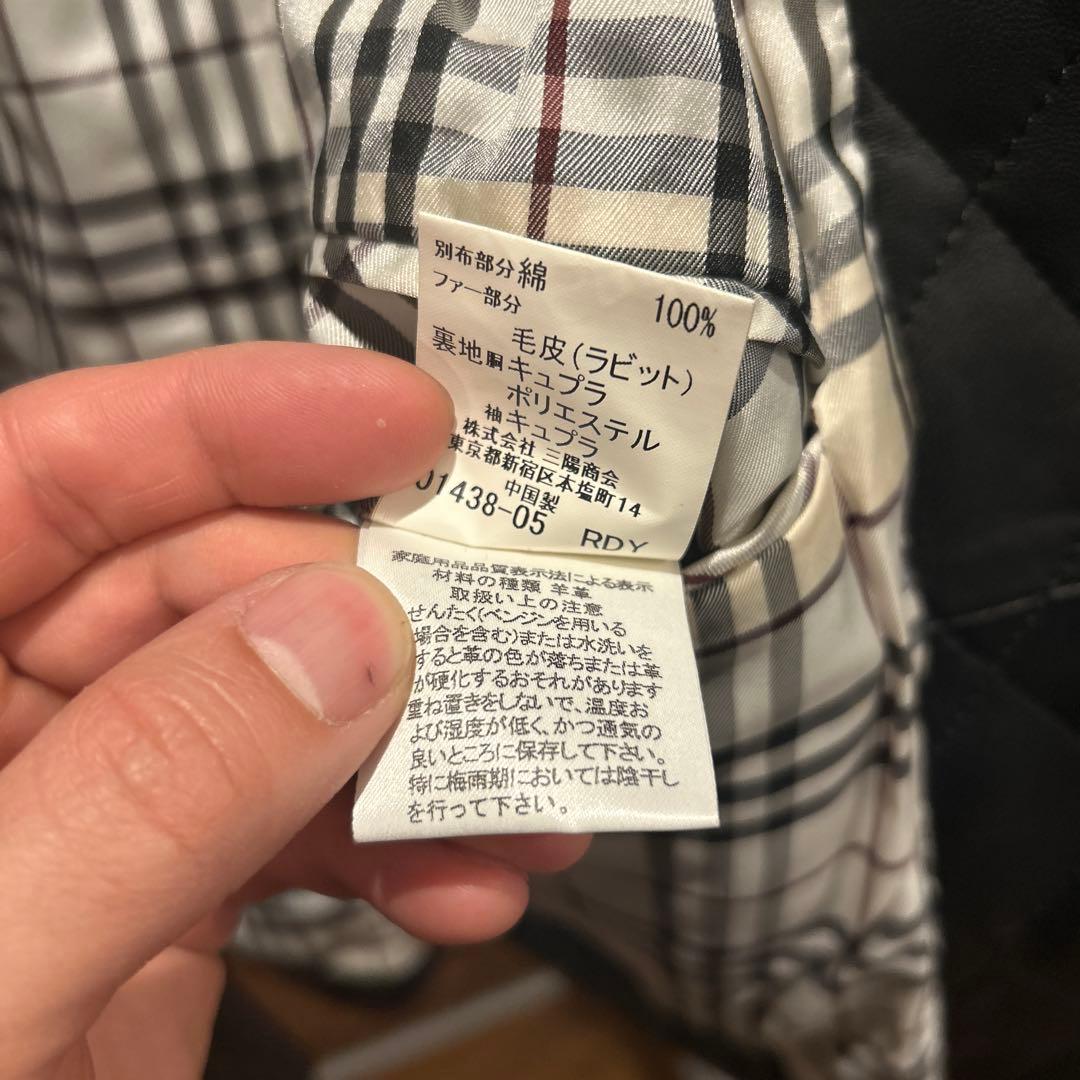 別布部分 綿 100%
ファー部分
毛皮(ラビット)
裏地 胴 キュプラ
ポリエステル
袖 キュプラ
株式会社 三陽商会
東京都新宿区本塩町14
中国製
01438-05 RDY
家庭用品品質表示法による表示
材料の種類 羊革
取扱い上の注意
せんたく(ベンジンを用いる
場合を含む)または水洗いを
すると革の色が落ちまたは革
が硬化するおそれがあります
重ね置きをしないで、温度お
よび湿度が低く、かつ通気の
良いところに保存して下さい。
特に梅雨期においては陰干し
を行って下さい。